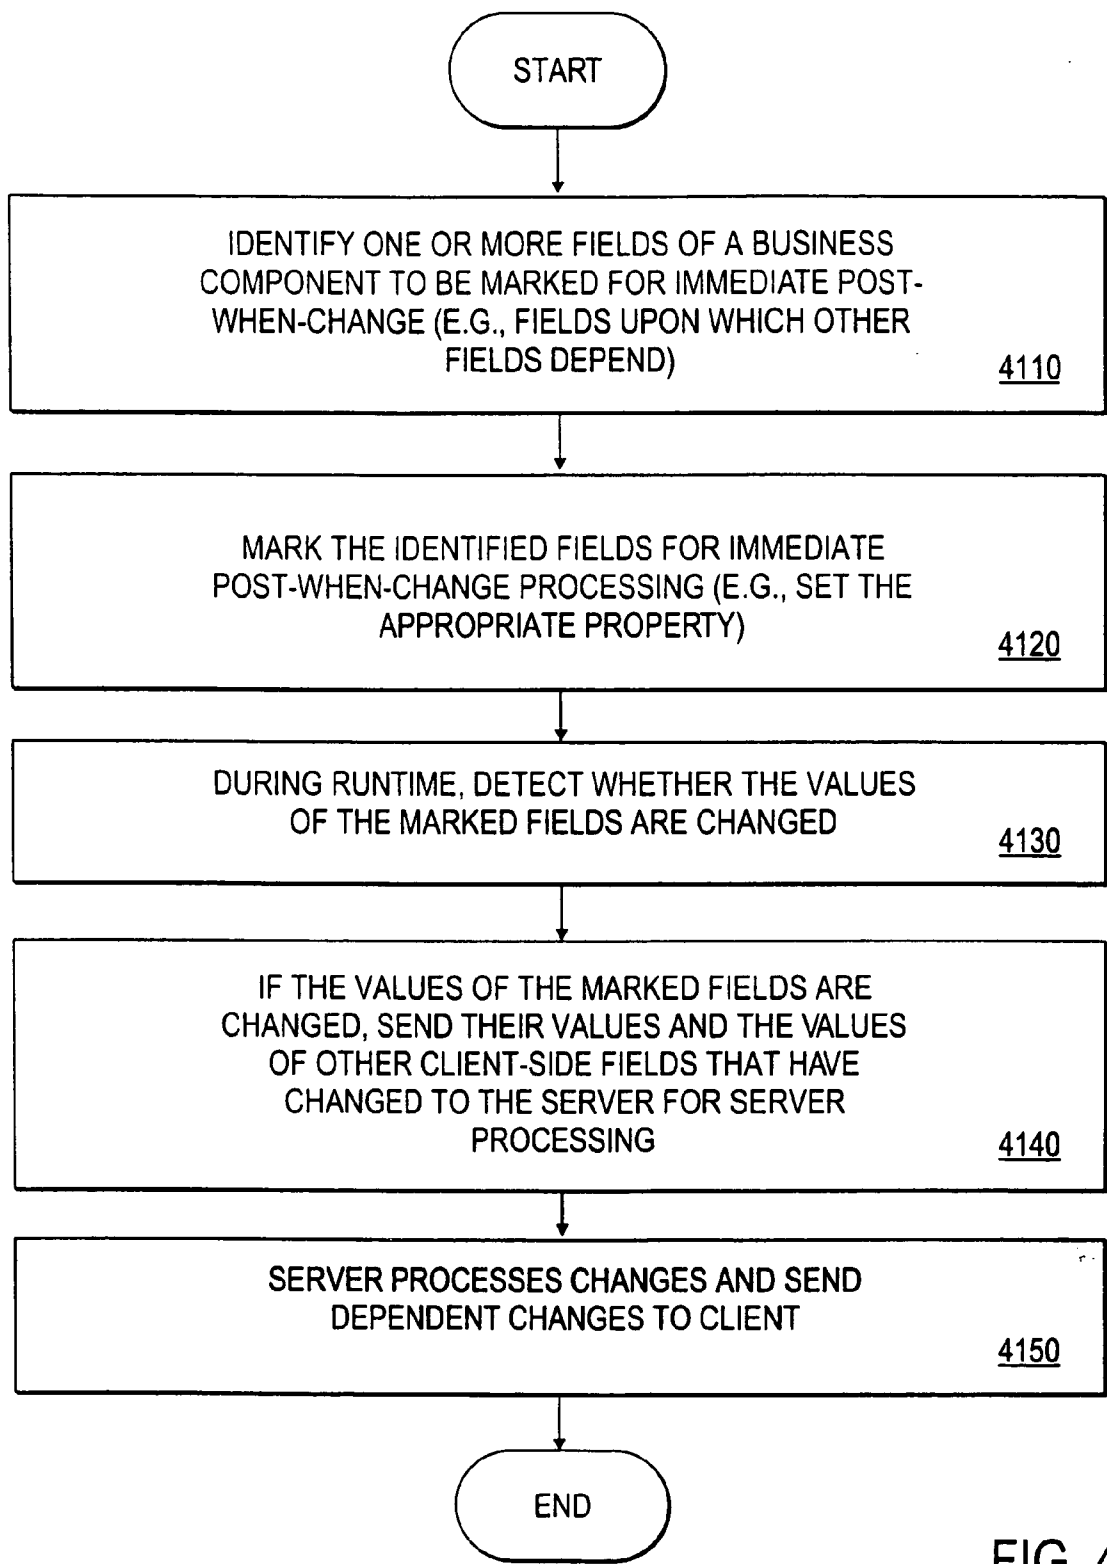 START
IDENTIFY ONE OR MORE FIELDS OF A BUSINESS
COMPONENT TO BE MARKED FOR IMMEDIATE POST-
WHEN-CHANGE (E.G., FIELDS UPON WHICH OTHER
FIELDS DEPEND)
4110
MARK THE IDENTIFIED FIELDS FOR IMMEDIATE
POST-WHEN-CHANGE PROCESSING (E.G., SET THE
APPROPRIATE PROPERTY)
4120
DURING RUNTIME, DETECT WHETHER THE VALUES
OF THE MARKED FIELDS ARE CHANGED
4130
IF THE VALUES OF THE MARKED FIELDS ARE
CHANGED, SEND THEIR VALUES AND THE VALUES
OF OTHER CLIENT-SIDE FIELDS THAT HAVE
CHANGED TO THE SERVER FOR SERVER
PROCESSING
4140
SERVER PROCESSES CHANGES AND SEND
DEPENDENT CHANGES TO CLIENT
4150
END
FIG.